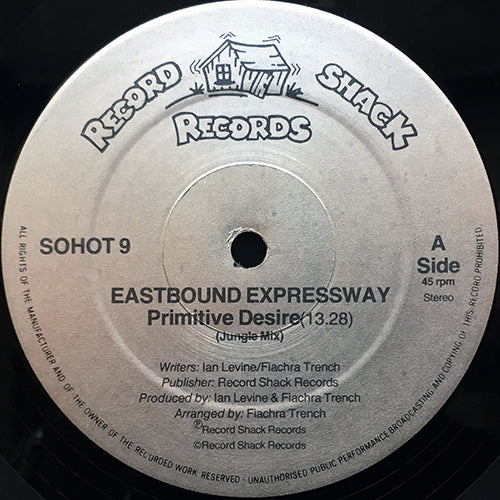 RECORD SHACK
RECORDS
SOHOT 9
A
Side
45 rpm
Stereo
EASTBOUND EXPRESSWAY
Primitive Desire(13.28)
(Jungle Mix)
Writers: Ian Levine/Fiachra Trench
Publisher: Record Shack Records
Produced by: Ian Levine & Fiachra Trench
Arranged by: Fiachra Trench
℗Record Shack Records
©Record Shack Records
ALL RIGHTS OF THE MANUFACTURER AND OF THE OWNER OF THE RECORDED WORK RESERVED · UNAUTHORISED PUBLIC PERFORMANCE BROADCASTING AND COPYING OF THIS RECORD PROHIBITED.